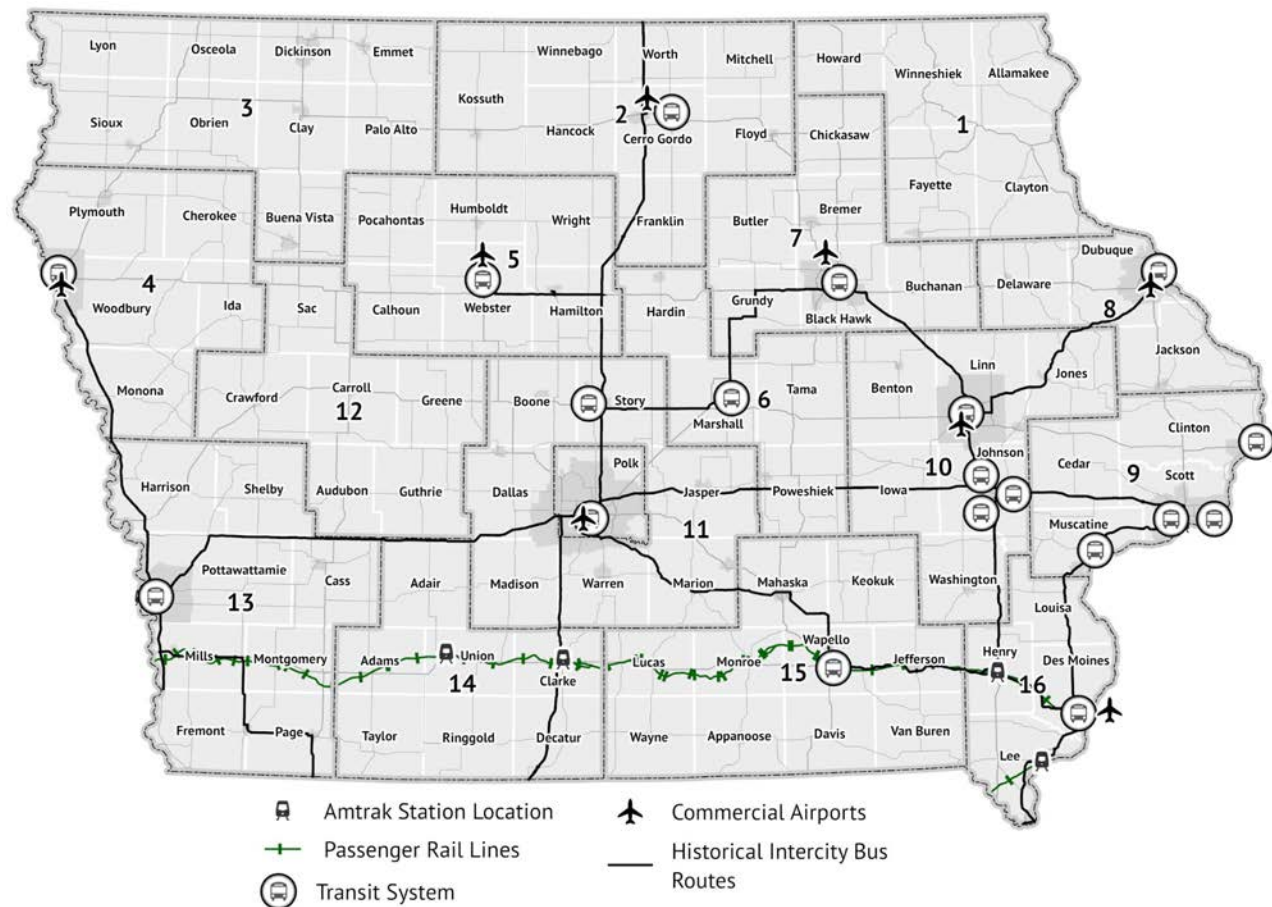 Lyon
Osceola
Dickinson
Emmet
Winnebago
Worth
Mitchell
Howard
Winneshiek
Allamakee
Kossuth
3
2
1
Sioux
Obrien
Clay
Palo Alto
Hancock
Cerro Gordo
Floyd
Chickasaw
Fayette
Clayton
Plymouth
Cherokee
Buena Vista
Pocahontas
Humboldt
Wright
Franklin
Butler
Bremer
7
Dubuque
4
5
Woodbury
Ida
Sac
Calhoun
Webster
Hamilton
Hardin
Grundy
Black Hawk
Buchanan
Delaware
8
Jackson
Monona
Crawford
Carroll
12
Greene
Boone
Story
Marshall
6
Tama
Benton
Linn
Jones
Clinton
Harrison
Shelby
Audubon
Guthrie
Dallas
Polk
Jasper
11
Poweshiek
Iowa
10
Johnson
Cedar
9
Scott
Muscatine
Pottawattamie
13
Cass
Adair
Madison
Warren
Marion
Mahaska
Keokuk
Washington
Louisa
Mills
Montgomery
Adams
Union
14
Clarke
Lucas
Monroe
Wapello
15
Jefferson
Henry
16
Des Moines
Fremont
Page
Taylor
Ringgold
Decatur
Wayne
Appanoose
Davis
Van Buren
Lee
Amtrak Station Location
Passenger Rail Lines
Transit System
Commercial Airports
Historical Intercity Bus
Routes